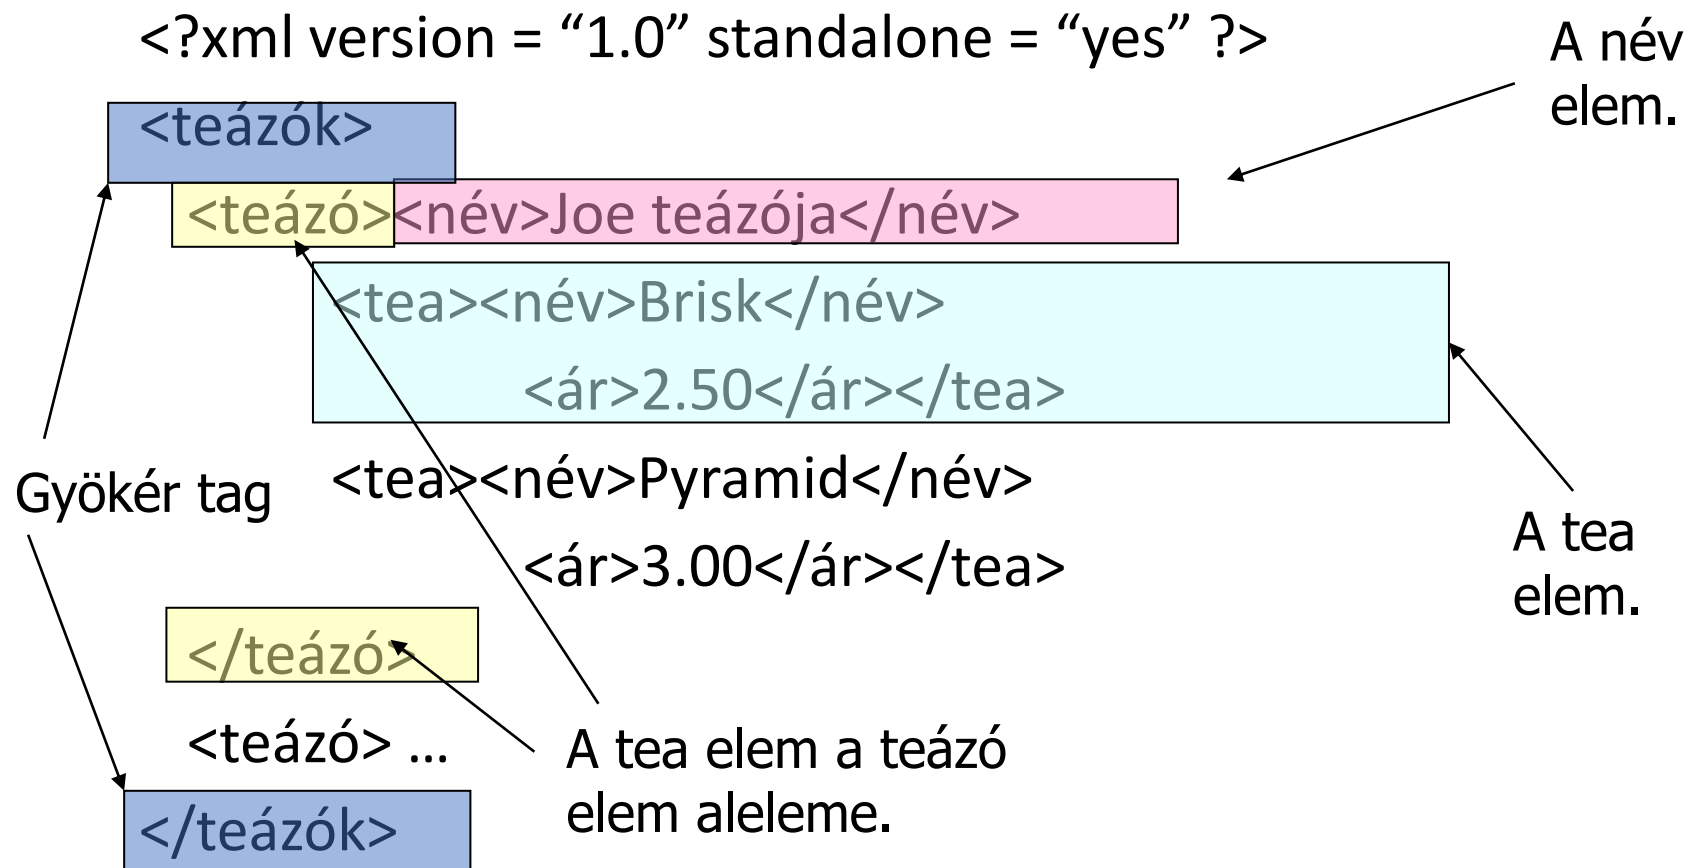 <?xml version = “1.0” standalone = “yes” ?>
<teázók>
<teázó><név>Joe teázója</név>
<tea><név>Brisk</név>
<ár>2.50</ár></tea>
<tea><név>Pyramid</név>
<ár>3.00</ár></tea>
</teázó>
<teázó> ...
</teázók>
A név
elem.
Gyökér tag
A tea
elem.
A tea elem a teázó
elem aleleme.